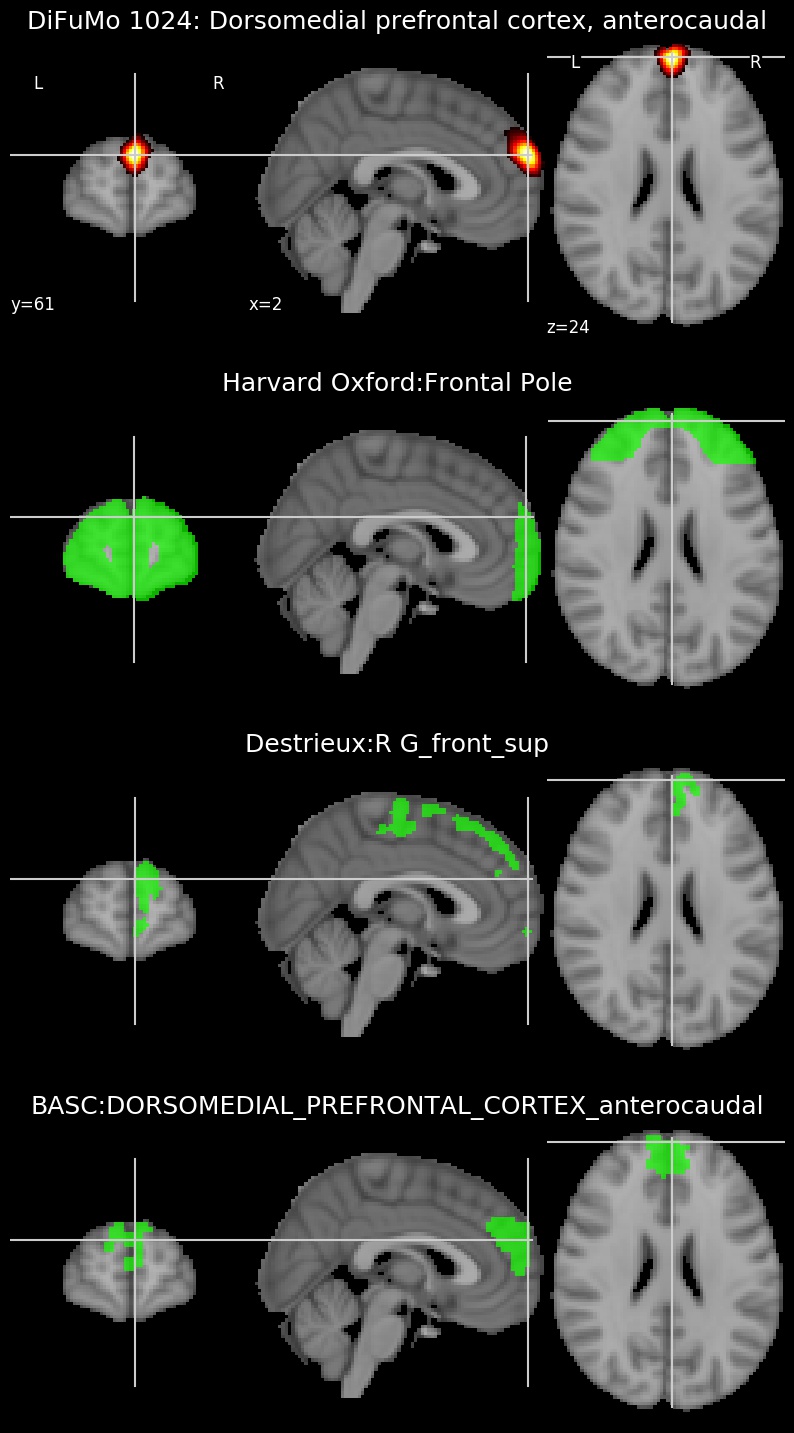 DiFuMo 1024: Dorsomedial prefrontal cortex, anterocaudal
L R L R
y=61 x=2 z=24
Harvard Oxford:Frontal Pole
Destrieux:R G_front_sup
BASC:DORSOMEDIAL_PREFRONTAL_CORTEX_anterocaudal